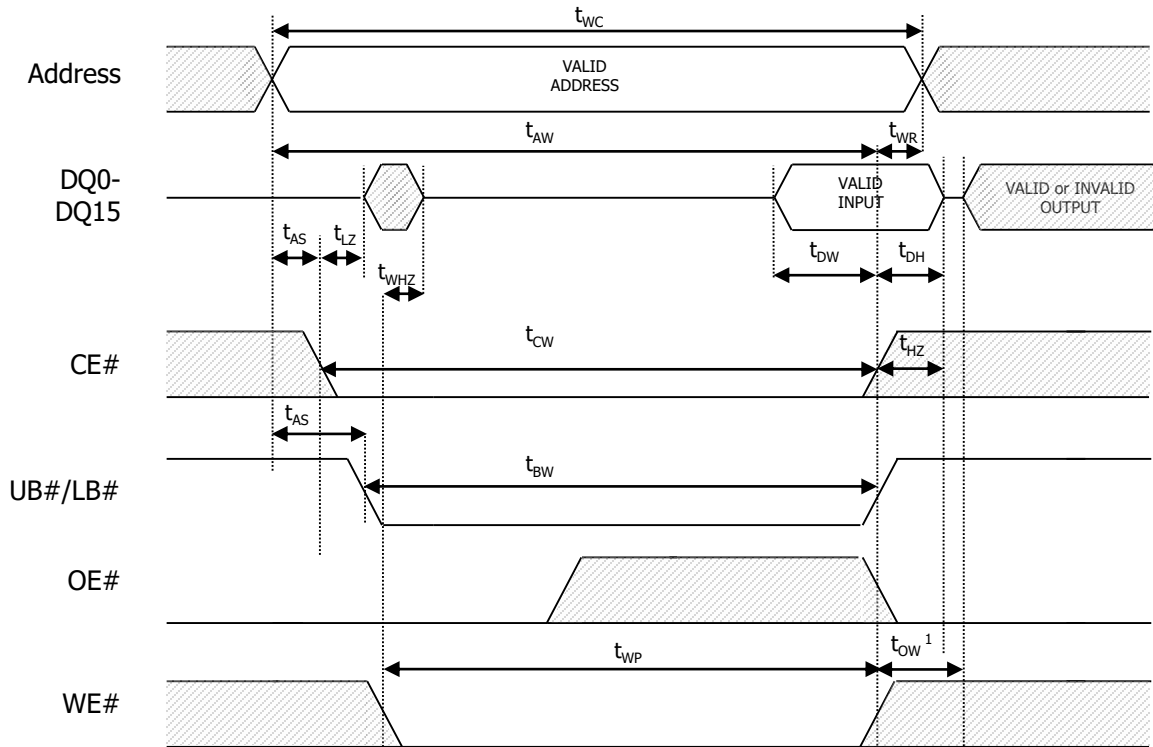 tWC
Address
VALID
ADDRESS
tAW
tWR
DQ0-
DQ15
VALID
INPUT
VALID or INVALID
OUTPUT
tAS
tLZ
tDW
tDH
tWHZ
CE#
tCW
tHZ
tAS
UB#/LB#
tBW
OE#
tWP
tOW 1
WE#